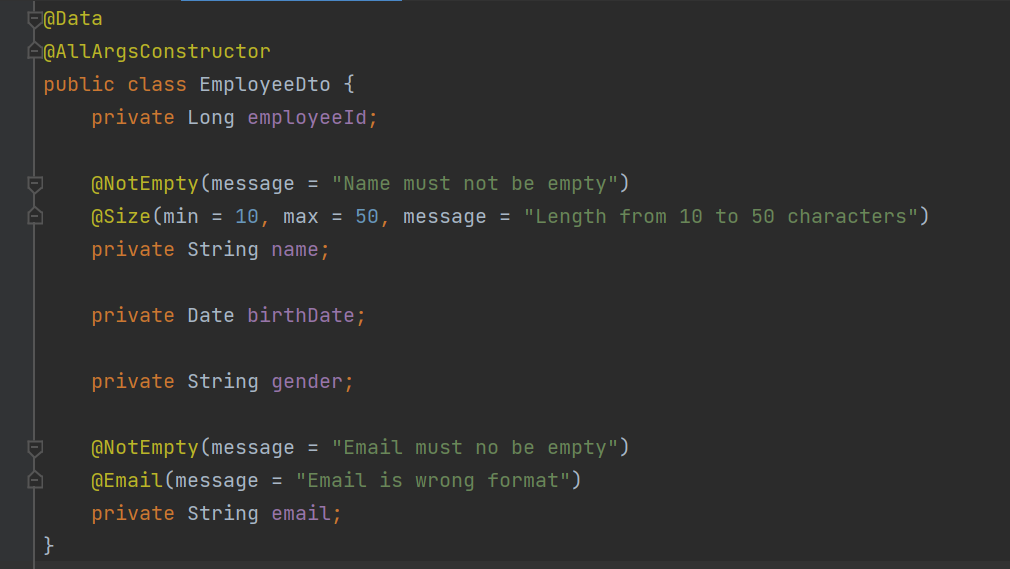 @Data
@AllArgsConstructor
public class EmployeeDto {
    private Long employeeId;
    @NotEmpty(message = "Name must not be empty")
    @Size(min = 10, max = 50, message = "Length from 10 to 50 characters")
    private String name;
    private Date birthDate;
    private String gender;
    @NotEmpty(message = "Email must no be empty")
    @Email(message = "Email is wrong format")
    private String email;
}